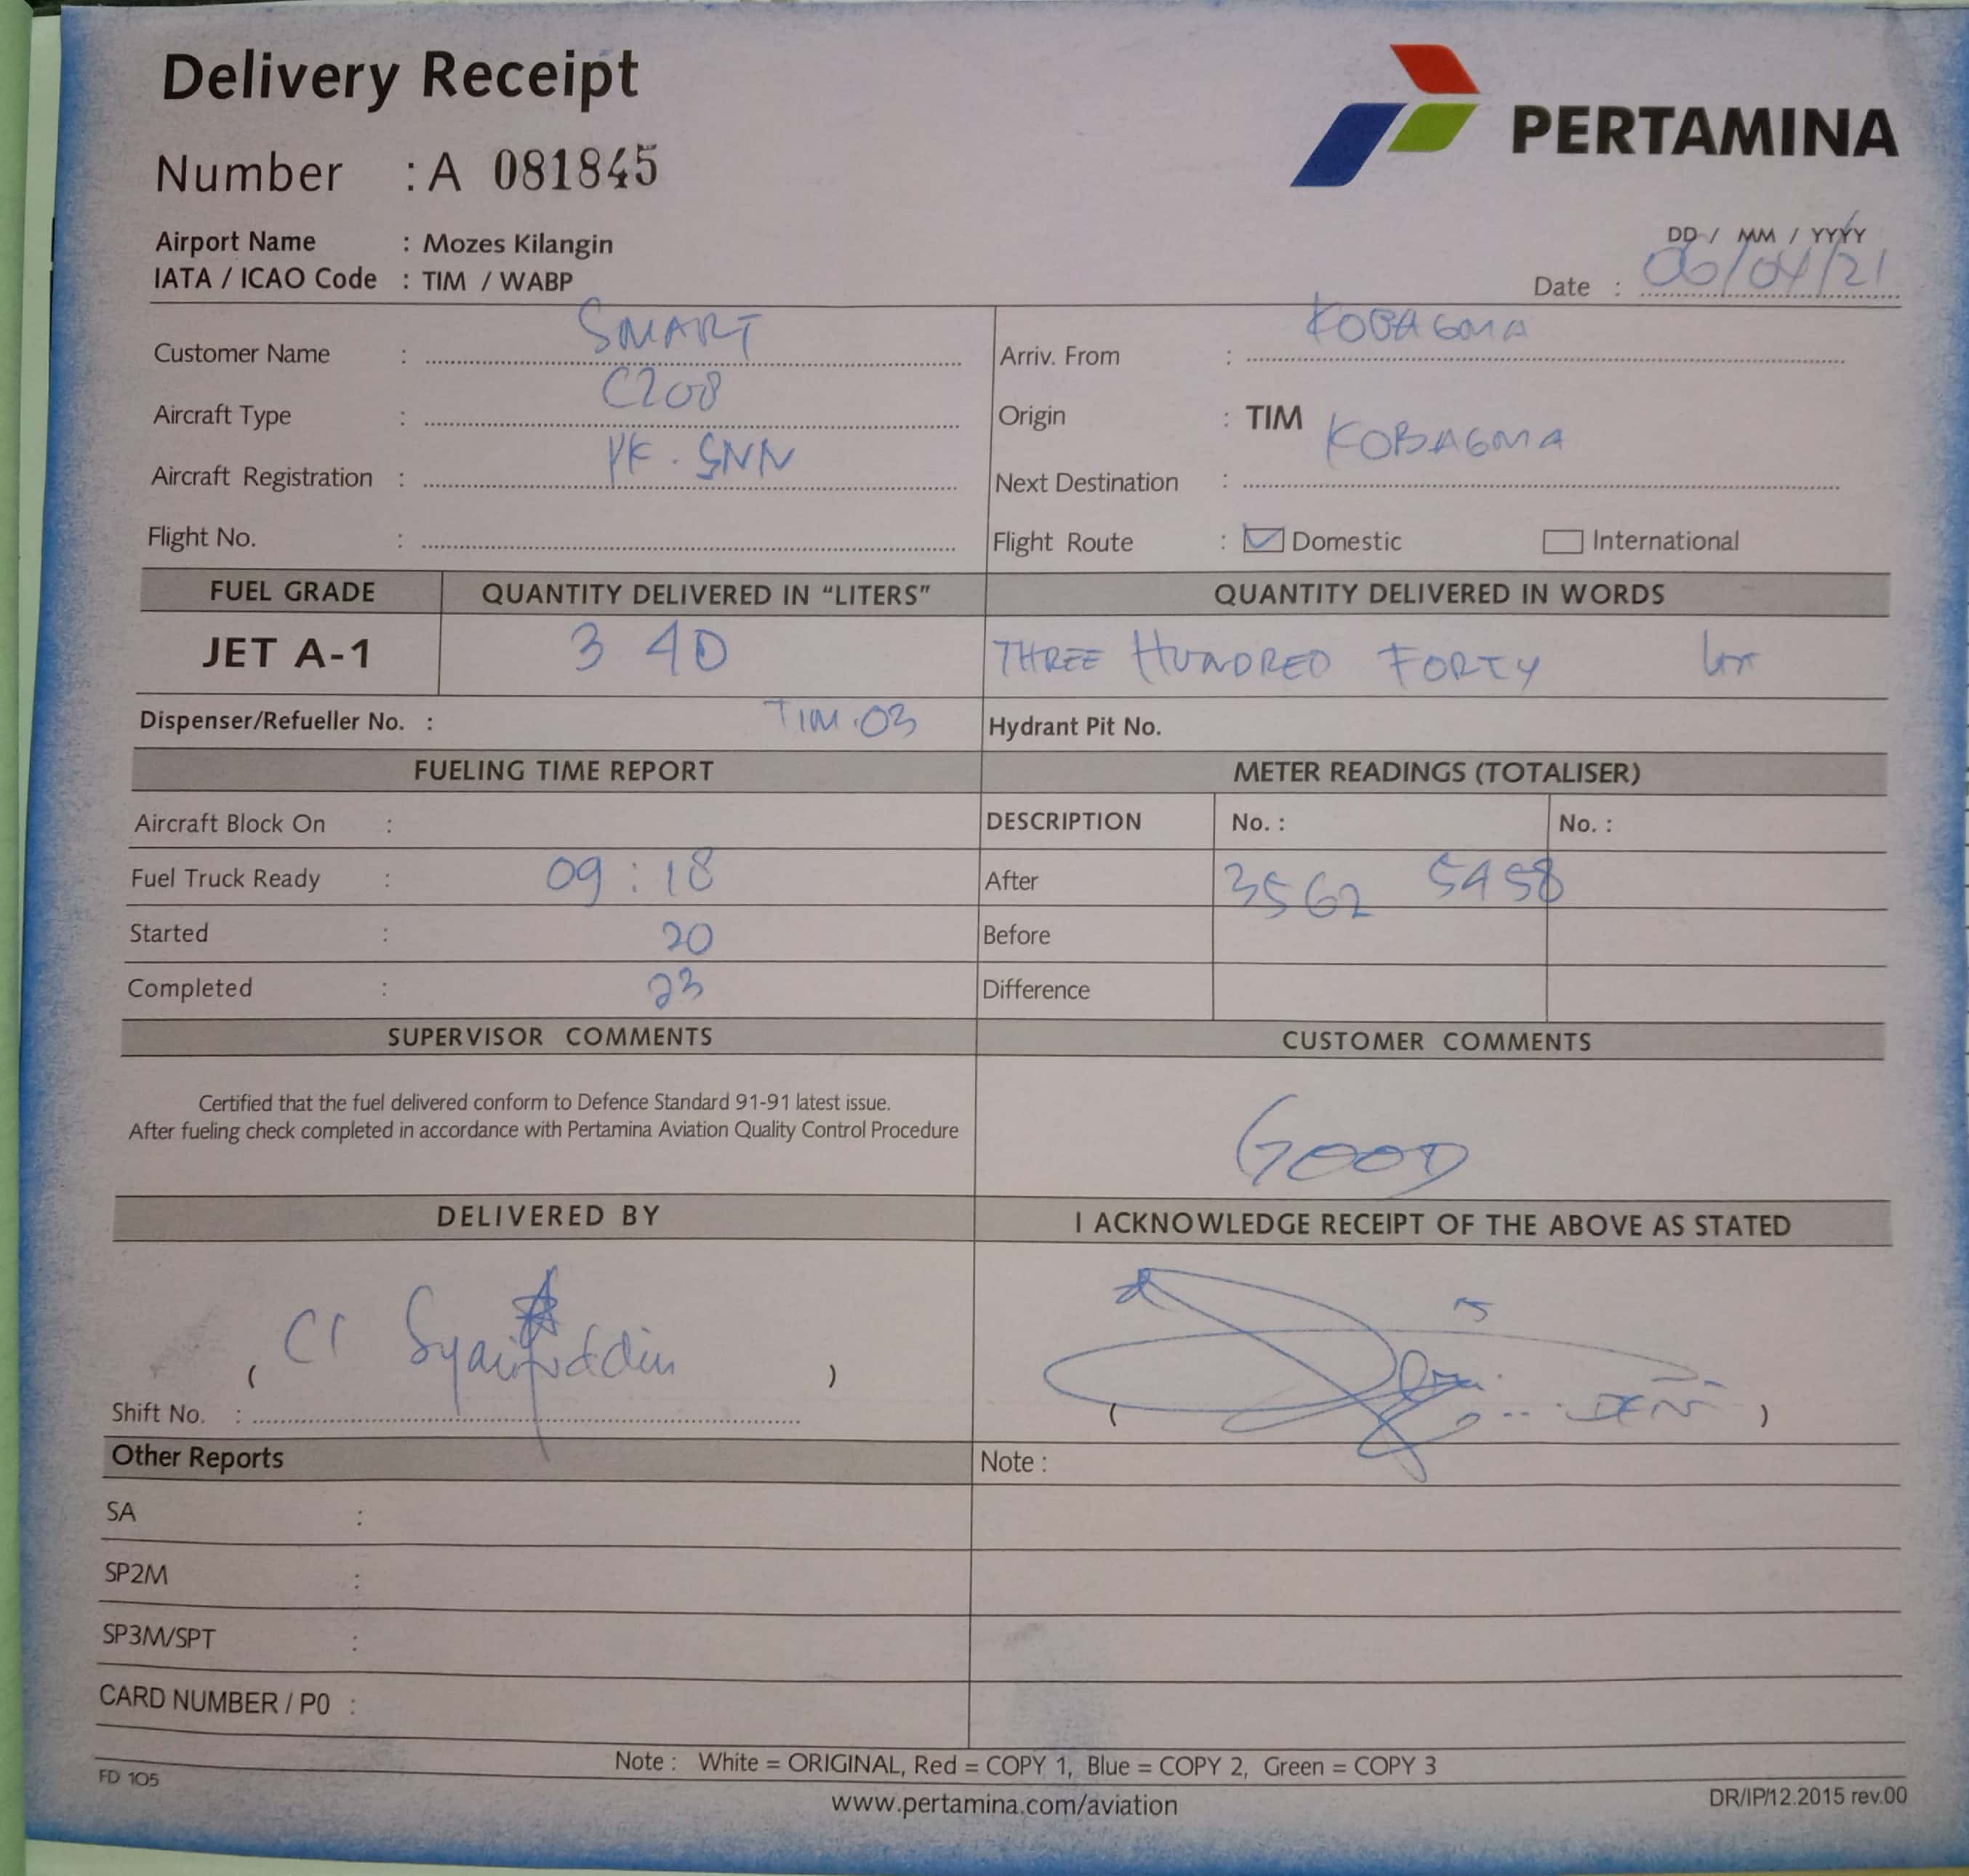 Delivery Receipt
PERTAMINA
Number : A 081845
Airport Name : Mozes Kilangin
IATA / ICAO Code : TIM / WABP
DD / MM / YYYY
Date : 06/04/21
Customer Name : SMART
Arriv. From : KOBAGMA
Aircraft Type : C208
Origin : TIM
Aircraft Registration : PK. SNN
Next Destination : KOBAGMA
Flight No. :
Flight Route : Domestic International
FUEL GRADE QUANTITY DELIVERED IN “LITERS” QUANTITY DELIVERED IN WORDS
JET A-1 340 THREE HUNDRED FORTY
Dispenser/Refueller No. : TIM.03 Hydrant Pit No.
FUELING TIME REPORT METER READINGS (TOTALISER)
Aircraft Block On : DESCRIPTION No. : No. :
Fuel Truck Ready : 09:18 After 3562 5458
Started : 20 Before
Completed : 23 Difference
SUPERVISOR COMMENTS CUSTOMER COMMENTS
Certified that the fuel delivered conform to Defence Standard 91-91 latest issue.
After fueling check completed in accordance with Pertamina Aviation Quality Control Procedure
GOOD
DELIVERED BY I ACKNOWLEDGE RECEIPT OF THE ABOVE AS STATED
( Syaifuddin ) ( )
Shift No. :
Other Reports Note :
SA :
SP2M :
SP3M/SPT :
CARD NUMBER / P0 :
Note : White = ORIGINAL, Red = COPY 1, Blue = COPY 2, Green = COPY 3
FD 105
www.pertamina.com/aviation
DR/IP/12.2015 rev.00